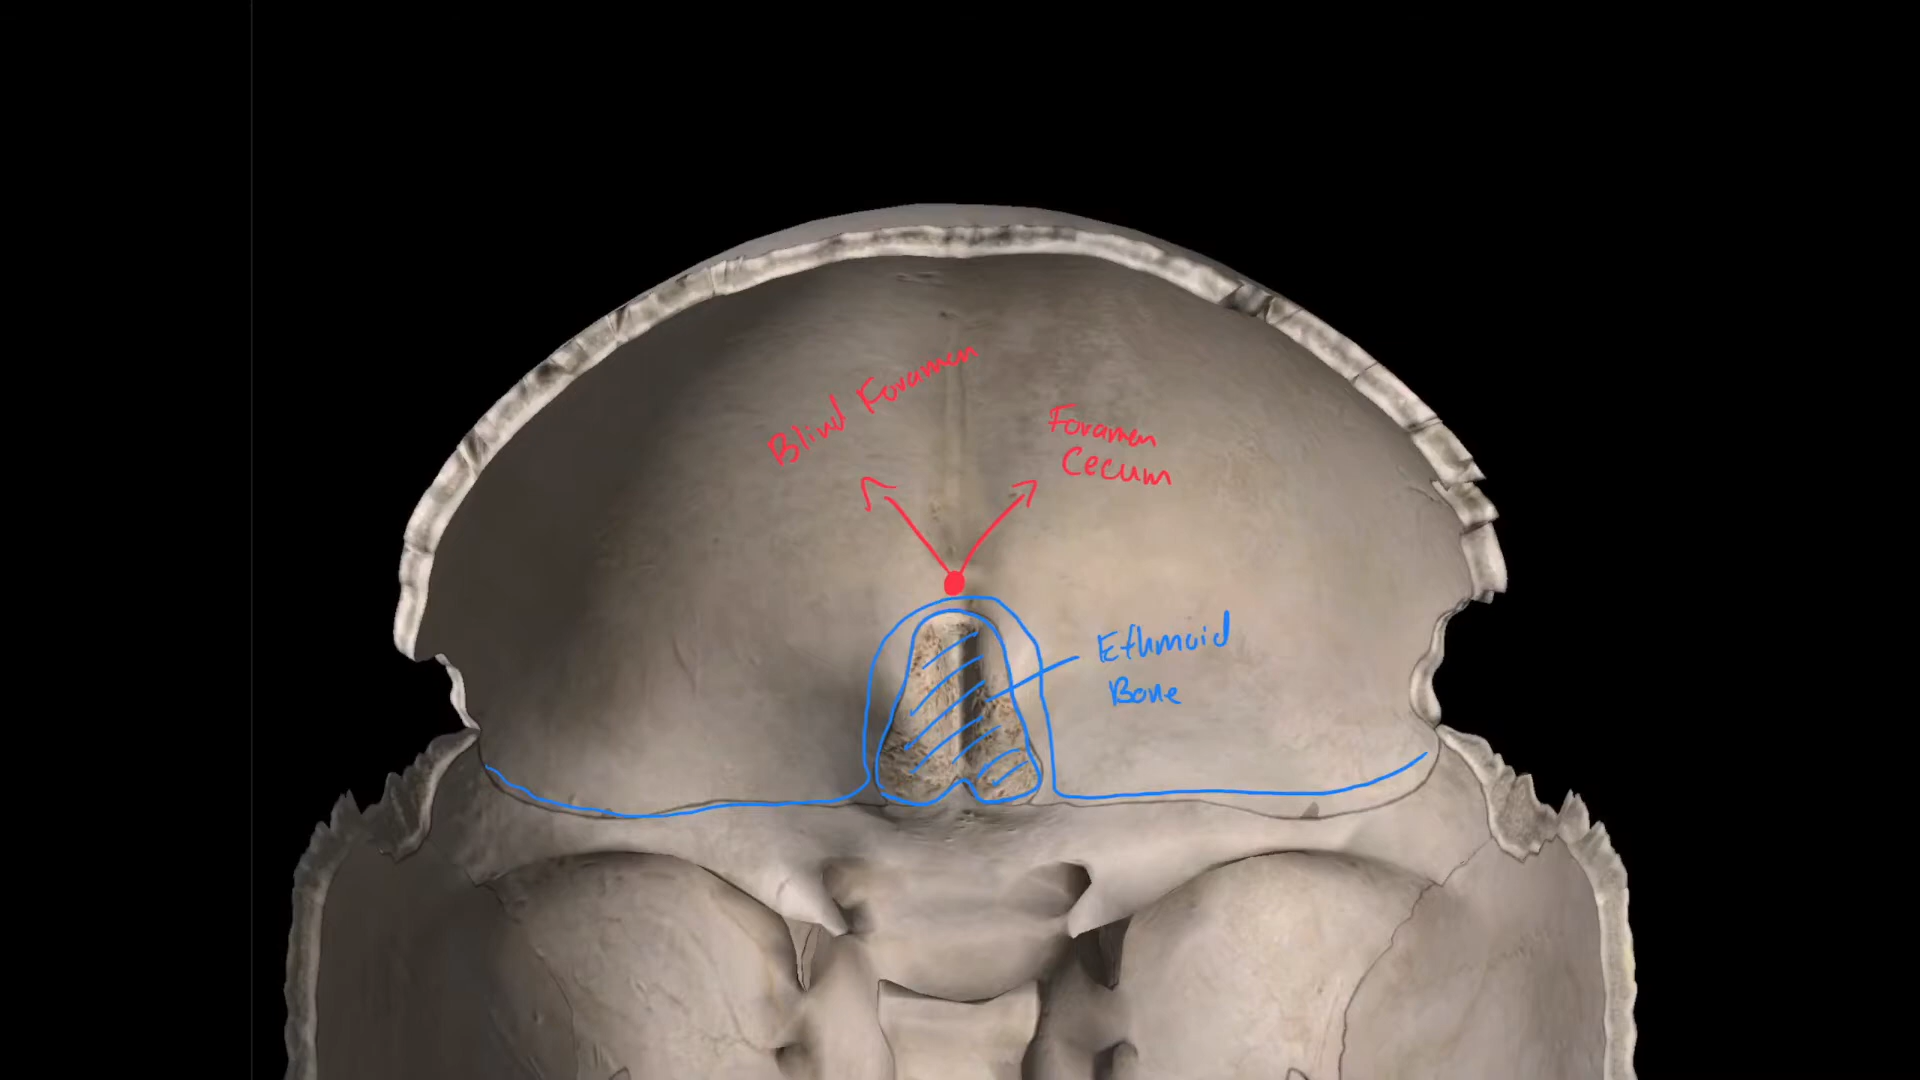 Blind Foramen
Foramen
Cecum
Ethmoid
Bone